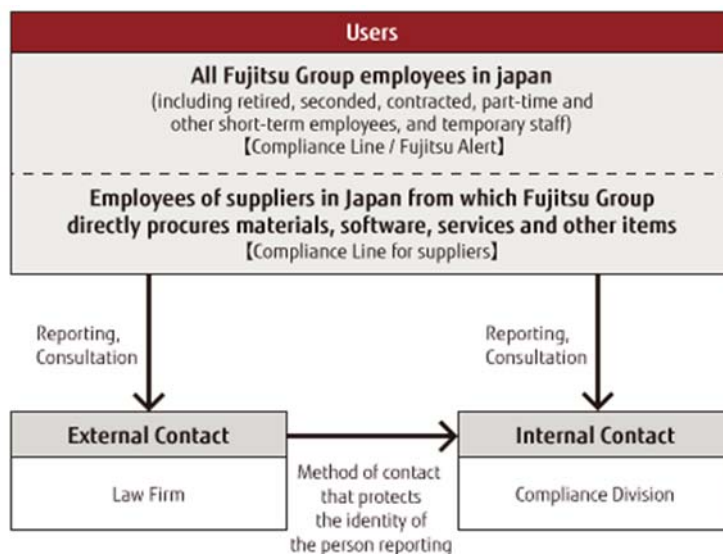 Users
All Fujitsu Group employees in japan
(including retired, seconded, contracted, part-time and
other short-term employees, and temporary staff)
【Compliance Line / Fujitsu Alert】
Employees of suppliers in Japan from which Fujitsu Group
directly procures materials, software, services and other items
【Compliance Line for suppliers】
Reporting,
Consultation
Reporting,
Consultation
External Contact
Law Firm
Method of contact
that protects
the identity of
the person reporting
Internal Contact
Compliance Division